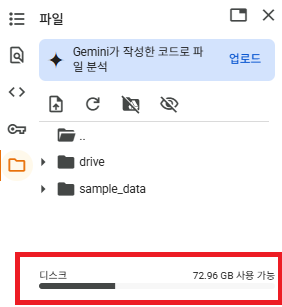 파일
Gemini가 작성한 코드로 파
일 분석
업로드
..
drive
sample_data
디스크
72.96 GB 사용 가능